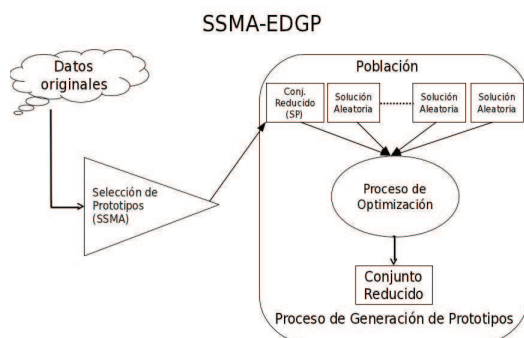 SSMA-EDGP
Datos
originales
Población
Conj.
Reducido
(SP)
Solución
Aleatoria
Solución
Aleatoria
Solución
Aleatoria
Selección de
Prototipos
(SSMA)
Proceso de
Optimización
Conjunto
Reducido
Proceso de Generación de Prototipos